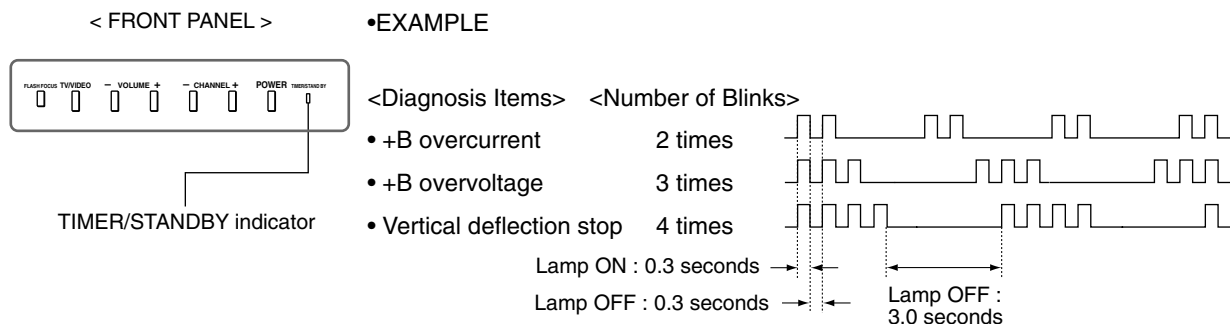 < FRONT PANEL >
•EXAMPLE
FLASH FOCUS TV/VIDEO – VOLUME + – CHANNEL + POWER TIMER/STAND BY
<Diagnosis Items> <Number of Blinks>
• +B overcurrent 2 times
• +B overvoltage 3 times
TIMER/STANDBY indicator
• Vertical deflection stop 4 times
Lamp ON : 0.3 seconds
Lamp OFF : 0.3 seconds
Lamp OFF :
3.0 seconds